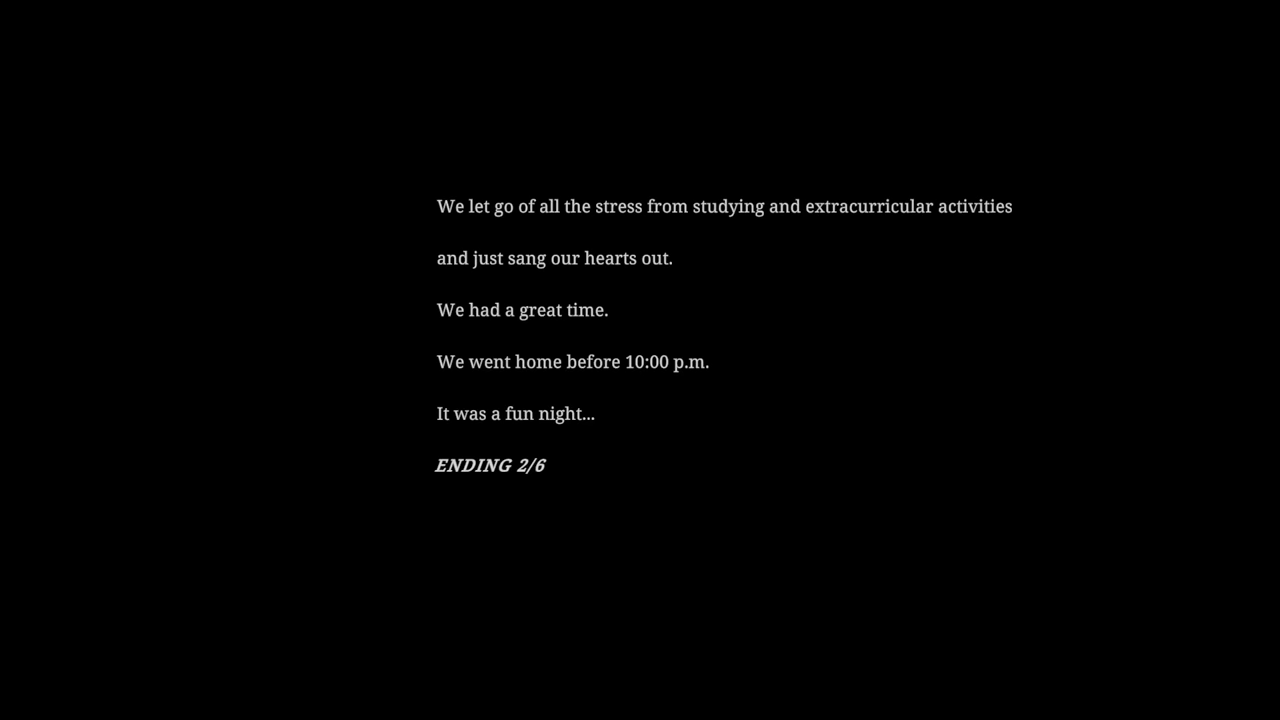 We let go of all the stress from studying and extracurricular activities
and just sang our hearts out.
We had a great time.
We went home before 10:00 p.m.
It was a fun night...
ENDING 2/6